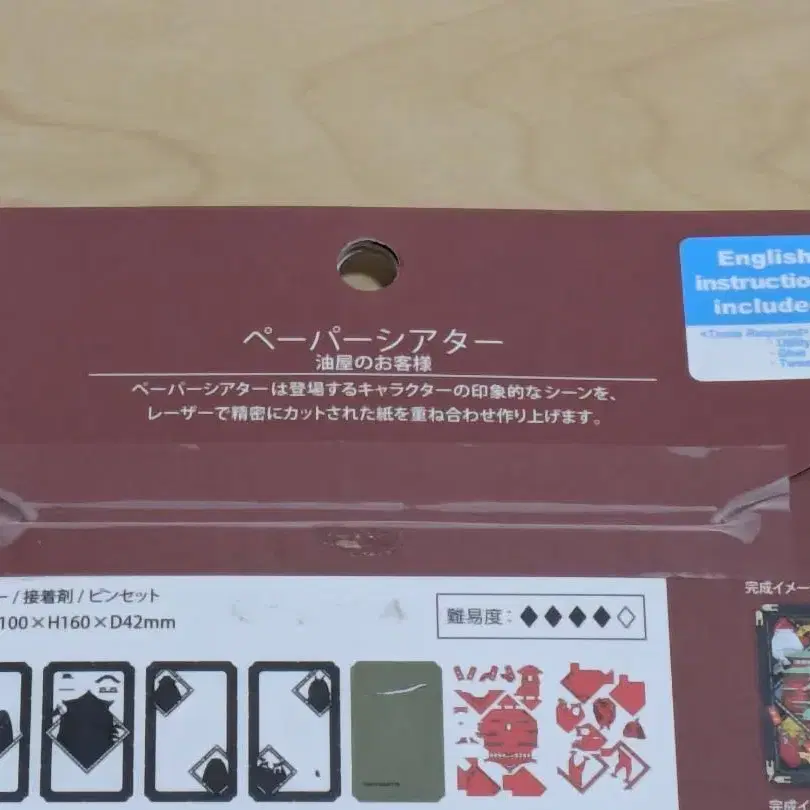 ペーパーシアター
油屋のお客様
ペーパーシアターは登場するキャラクターの印象的なシーンを、
レーザーで精密にカットされた紙を重ね合わせ作り上げます。
English
instructio
include
ー / 接着剤 / ピンセット
100×H160×D42mm
難易度：◆◆◆◆◇
完成イメー
完成イ